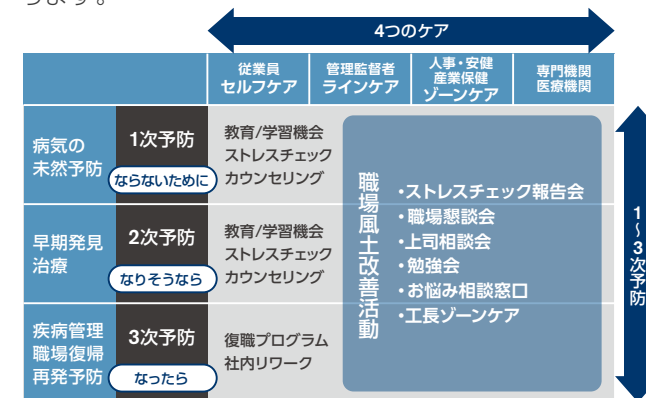 ります。
4つのケア
従業員
セルフケア
管理監督者
ラインケア
人事・安健
産業保健
ゾーンケア
専門機関
医療機関
病気の
未然予防
1次予防
ならないために
教育/学習機会
ストレスチェック
カウンセリング
早期発見
治療
2次予防
なりそうなら
教育/学習機会
ストレスチェック
カウンセリング
疾病管理
職場復帰
再発予防
3次予防
なったら
復職プログラム
社内リワーク
職場風土改善活動
・ストレスチェック報告会
・職場懇談会
・上司相談会
・勉強会
・お悩み相談窓口
・工長ゾーンケア
1~3次予防